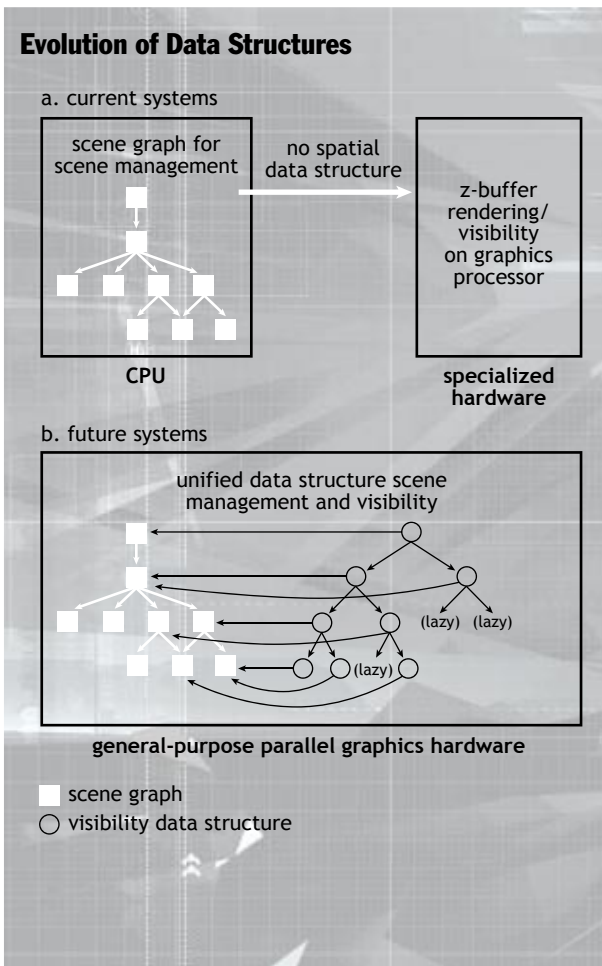 Evolution of Data Structures
a. current systems
scene graph for
scene management
no spatial
data structure
z-buffer
rendering/
visibility
on graphics
processor
CPU
specialized
hardware
b. future systems
unified data structure scene
management and visibility
(lazy) (lazy)
(lazy)
general-purpose parallel graphics hardware
scene graph
visibility data structure